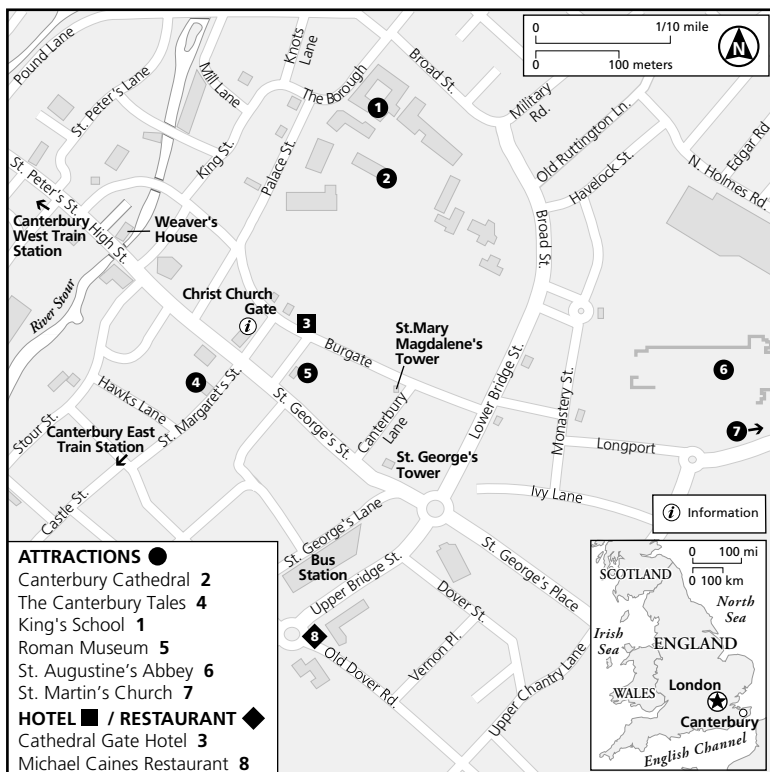 0 1/10 mile
0 100 meters
N
Pound Lane
St. Peter's Lane
Mill Lane
Knots
Lane
The Borough
Broad St.
Military
Rd.
Old Ruttington Ln.
Edgar Rd
Havelock St.
N. Holmes Rd.
King St.
Palace St.
1
2
St. Peter's St.
High St.
Canterbury
West Train
Station
Weaver's
House
River Stour
Broad St.
Christ Church
Gate
i
3
Burgate
St.Mary
Magdalene's
Tower
5
4
6
7
Hawks Lane
St. Margaret's St.
St. George's St.
Canterbury
Lane
Lower Bridge St.
Monastery St.
Longport
Stour St.
Canterbury East
Train Station
Castle St.
St. George's
Tower
Ivy Lane
i Information
St. George's Lane
Bus
Station
Upper Bridge St.
St. George's Place
Dover St.
Vernon Pl.
8
Old Dover Rd.
Upper Chantry Lane
ATTRACTIONS
Canterbury Cathedral 2
The Canterbury Tales 4
King's School 1
Roman Museum 5
St. Augustine's Abbey 6
St. Martin's Church 7
HOTEL / RESTAURANT
Cathedral Gate Hotel 3
Michael Caines Restaurant 8
0 100 mi
0 100 km
SCOTLAND
North
Sea
Irish
Sea
ENGLAND
WALES
London
Canterbury
English Channel